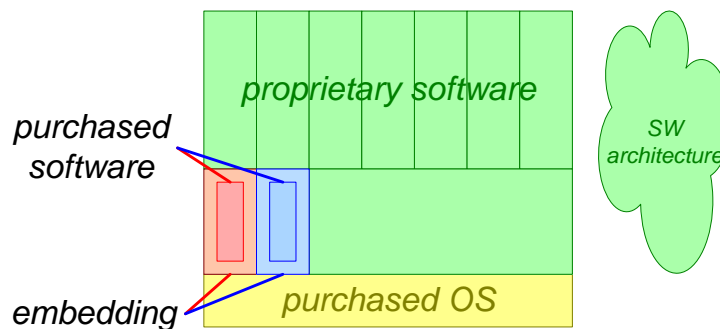 proprietary software
purchased
software
SW
architecture
embedding
purchased OS